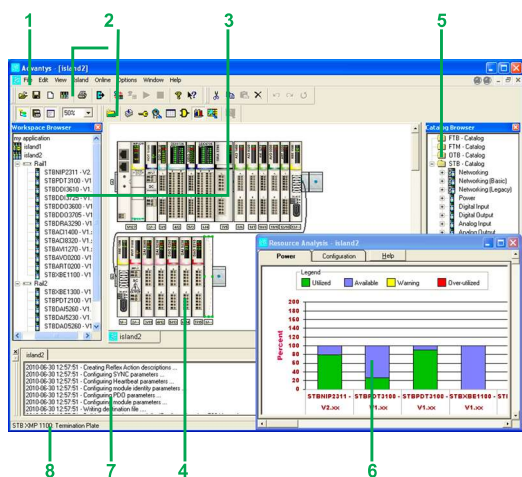 1
2
3
5
Advantys - [island2]
File Edit View Island Online Options Window Help
50%
Workspace Browser
my application
island1
island2
Rail1
STBNIP2311 - V2.
STBPDT3100 - V1
STBDDI3610 - V1.
STBDDI3725 - V1.
STBDDO3600 - V1
STBDDO3705 - V1
STBDRA3290 - V1
STBACI1400 - V1.:
STBACI8320 - V1.:
STBAVI1270 - V1.:
STBAVO0200 - V1
STBART0200 - V1
STBXBE1100 - V1
Rail2
STBXBE1300 - V1
STBPDT2100 - V1
STBDAI5260 - V1.
STBDAI5230 - V1.
STBDAO5260 - V1
Catalog Browser
FTB - Catalog
FTM - Catalog
OTB - Catalog
STB - Catalog
Networking
Networking (Basic)
Networking (Legacy)
Power
Digital Input
Digital Output
Analog Input
Analog Output
island2
Resource Analysis - island2
Power
Configuration
Help
Legend
Utilized
Available
Warning
Over-utilized
Percent
200
180
160
140
120
100
80
60
40
20
0
STBNIP2311 - STBPDT3100 - STBPDT3100 - STBXBE1100 - STI
V2.xx V1.xx V1.xx V1.xx
island2
2010-06-30 12:57:51 - Creating Reflex Action descriptions ...
2010-06-30 12:57:51 - Configuring SYNC parameters ...
2010-06-30 12:57:51 - Configuring Heartbeat parameters ...
2010-06-30 12:57:51 - Configuring module identity parameters ...
2010-06-30 12:57:51 - Configuring PDO parameters ...
2010-06-30 12:57:51 - Configuring module parameters ...
2010-06-30 12:57:51 - Writing destination file ....
STB XMP 1100: Termination Plate
8
7
4
6